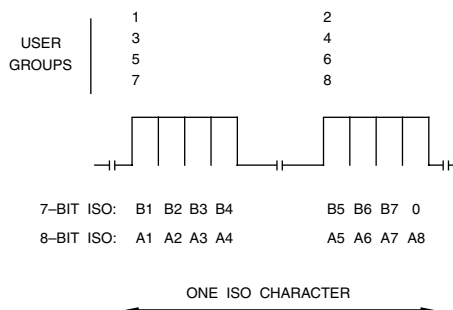 1 2
USER 3 4
GROUPS 5 6
7 8
7–BIT ISO: B1 B2 B3 B4 B5 B6 B7 0
8–BIT ISO: A1 A2 A3 A4 A5 A6 A7 A8
ONE ISO CHARACTER